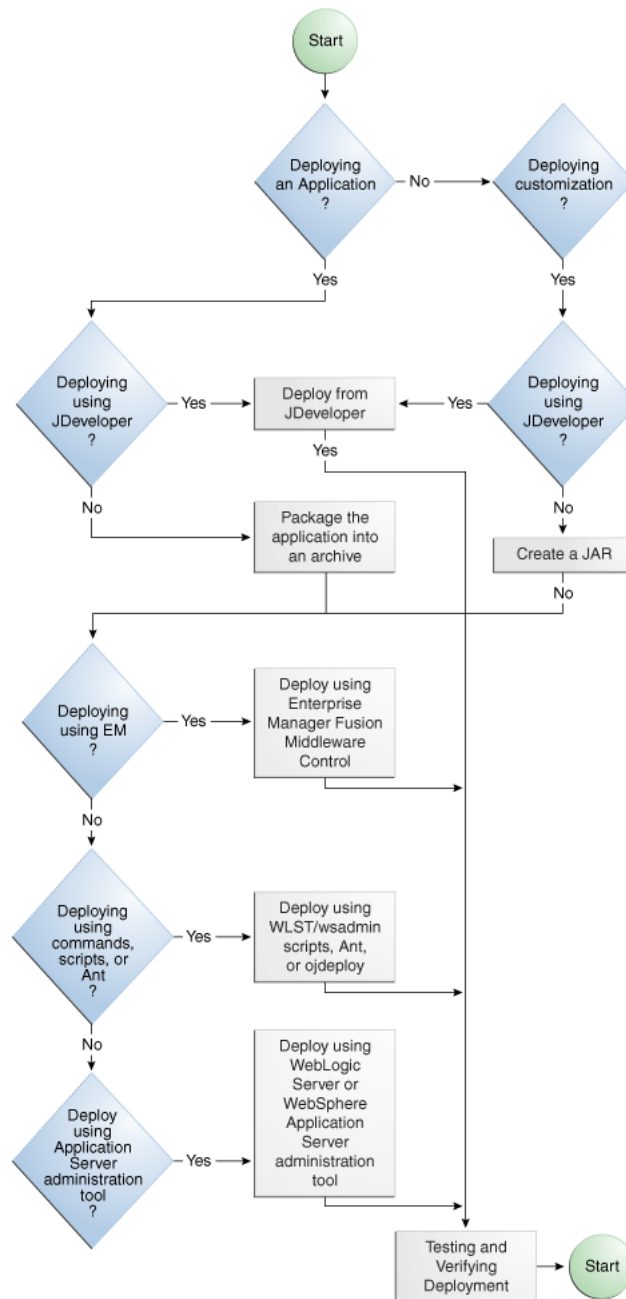 Start
Deploying
an Application
?
No
Deploying
customization
?
Yes
Yes
Deploying
using
JDeveloper
?
Yes
Deploy from
JDeveloper
Yes
Deploying
using
JDeveloper
?
Yes
No
Package the
application into
an archive
No
Create a JAR
No
Deploying
using EM
?
Yes
Deploy using
Enterprise
Manager Fusion
Middleware
Control
No
Deploying
using
commands,
scripts, or
Ant
?
Yes
Deploy using
WLST/wsadmin
scripts, Ant,
or ojdeploy
No
Deploy
using
Application
Server
administration
tool
?
Yes
Deploy using
WebLogic
Server or
WebSphere
Application
Server
administration
tool
Testing and
Verifying
Deployment
Start